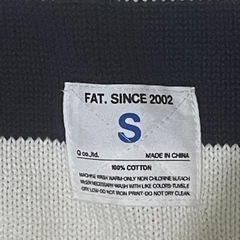 FAT. SINCE 2002
S
Q co.,ltd. MADE IN CHINA
100% COTTON
MACHINE WASH WARM-ONLY NON CHLORINE BLEACH
WHEN NECESSARY WASH WITH LIKE COLORS-TUMBLE
DRY LOW-DO NOT IRON PRINT-DO NOT DRY CLEAN